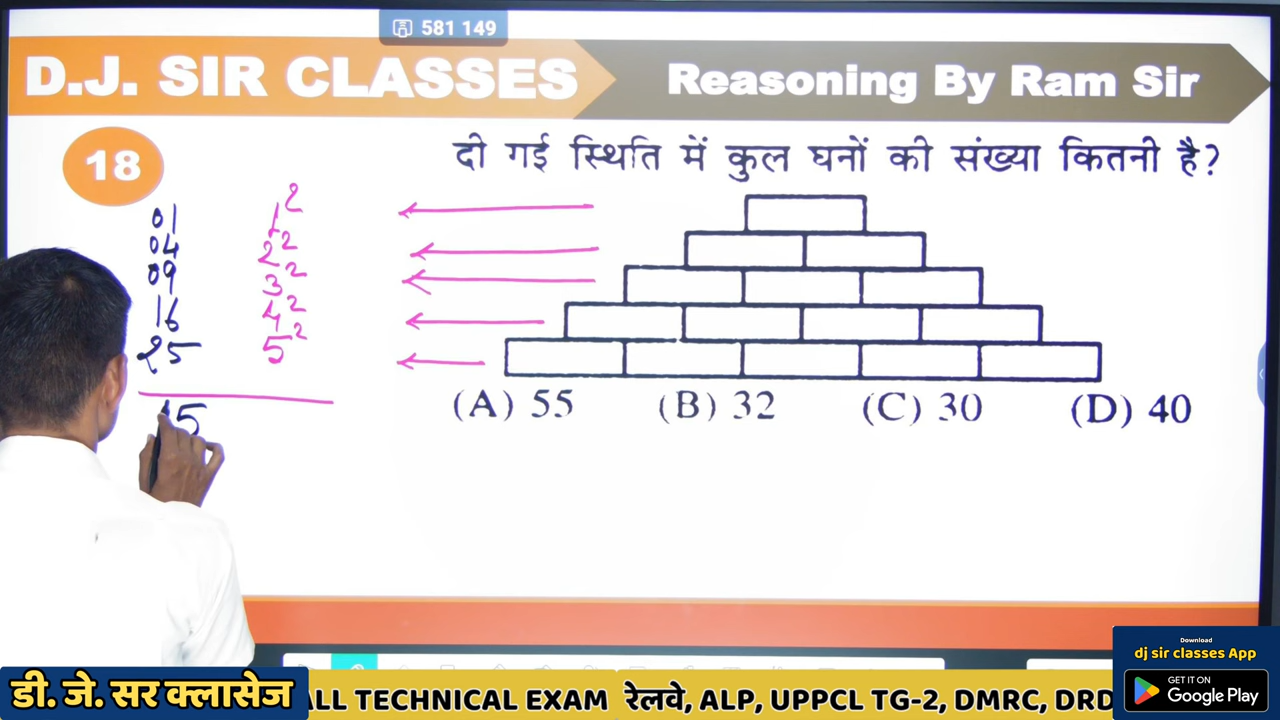 581 149
D.J. SIR CLASSES
Reasoning By Ram Sir
18
दी गई स्थिति में कुल घनों की संख्या कितनी है?
01 1²
04 2²
09 3²
16 4²
25 5²
5
(A) 55 (B) 32 (C) 30 (D) 40
डी. जे. सर क्लासेज
ALL TECHNICAL EXAM रेलवे, ALP, UPPCL TG-2, DMRC, DRD
Download
dj sir classes App
GET IT ON
Google Play